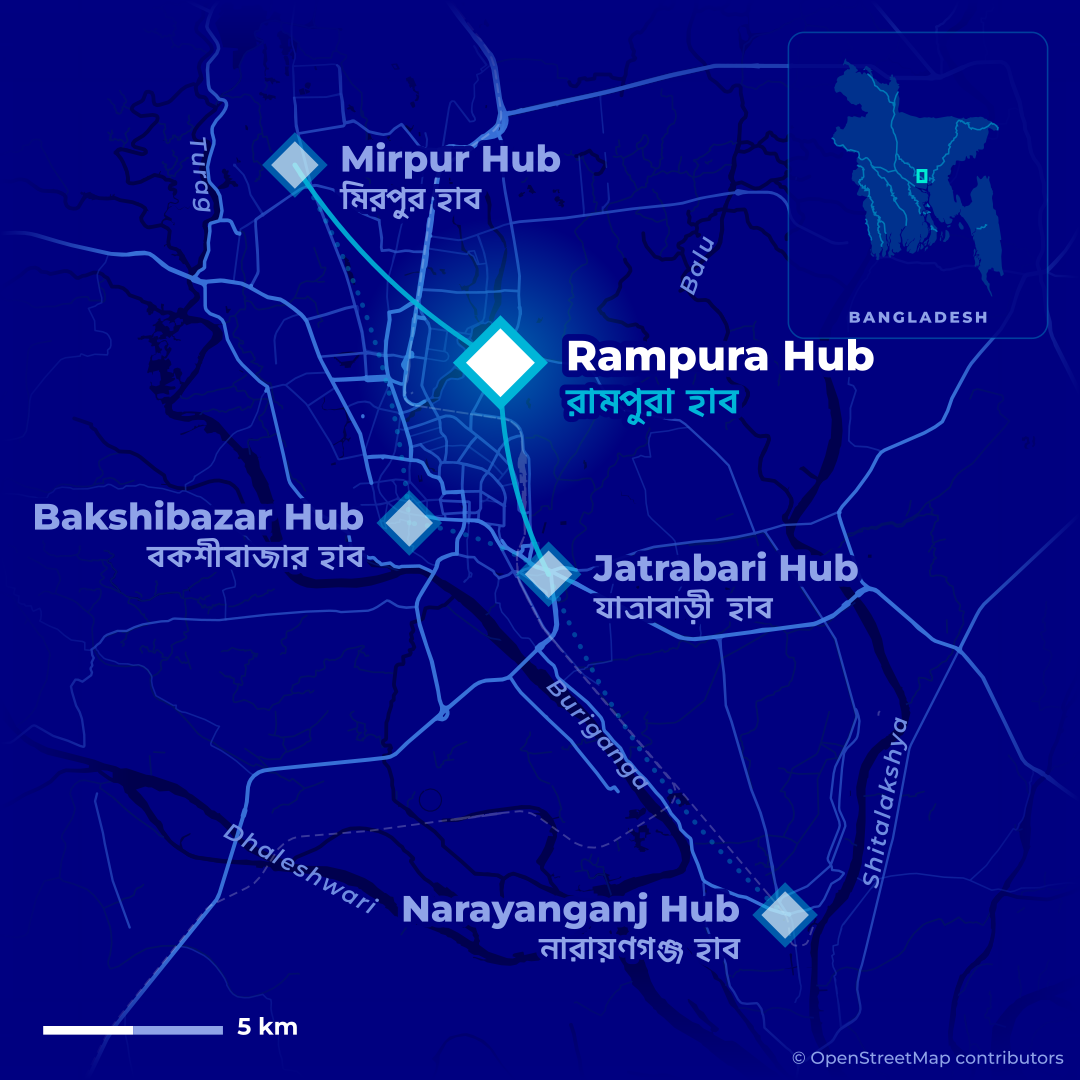 Turag
Mirpur Hub
মিরপুর হাব
Balu
BANGLADESH
Rampura Hub
রামপুরা হাব
Bakshibazar Hub
বকশীবাজার হাব
Jatrabari Hub
যাত্রাবাড়ী হাব
Buriganga
Shitalakshya
Dhaleshwari
Narayanganj Hub
নারায়ণগঞ্জ হাব
5 km
© OpenStreetMap contributors